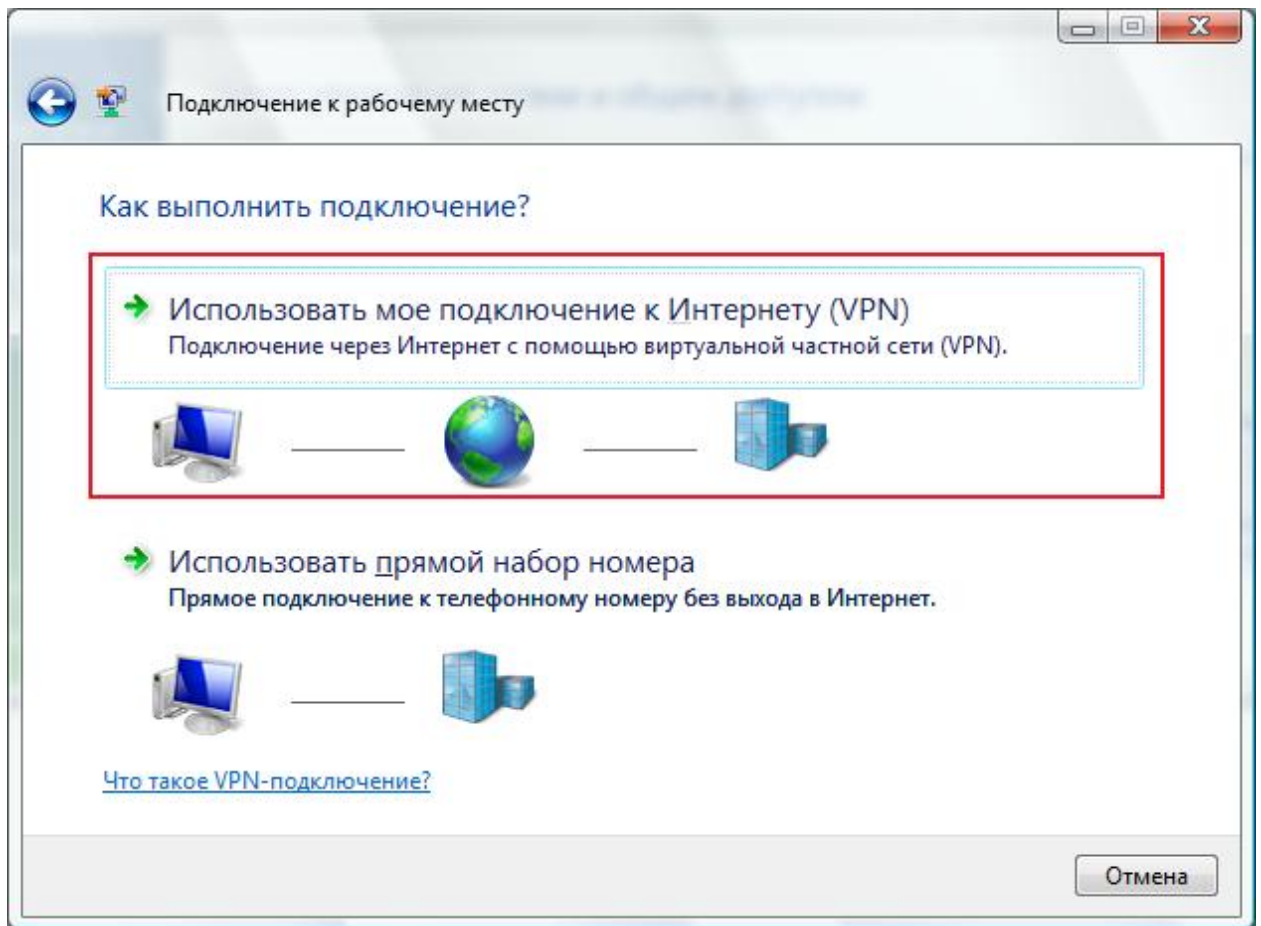 Подключение к рабочему месту
Как выполнить подключение?
Использовать мое подключение к Интернету (VPN)
Подключение через Интернет с помощью виртуальной частной сети (VPN).
Использовать прямой набор номера
Прямое подключение к телефонному номеру без выхода в Интернет.
Что такое VPN-подключение?
Отмена